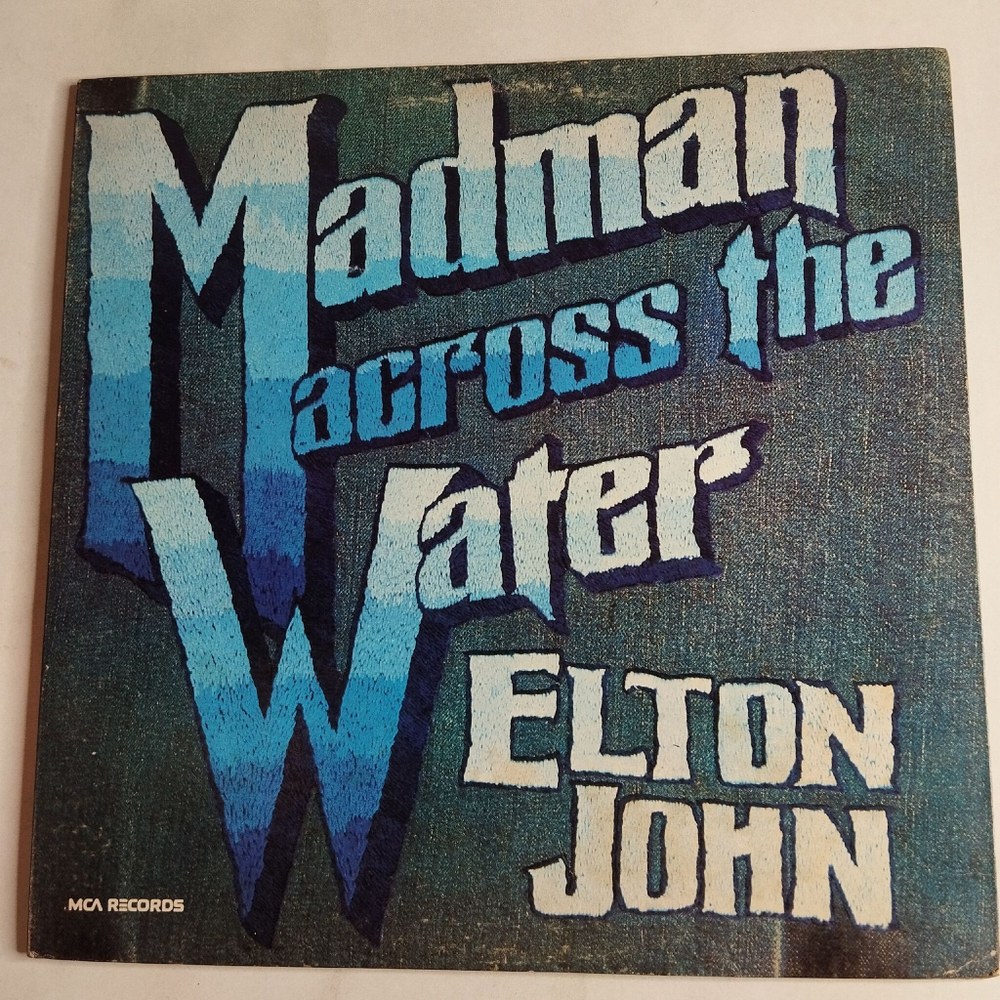 Madman
across the
Water
ELTON
JOHN
MCA RECORDS